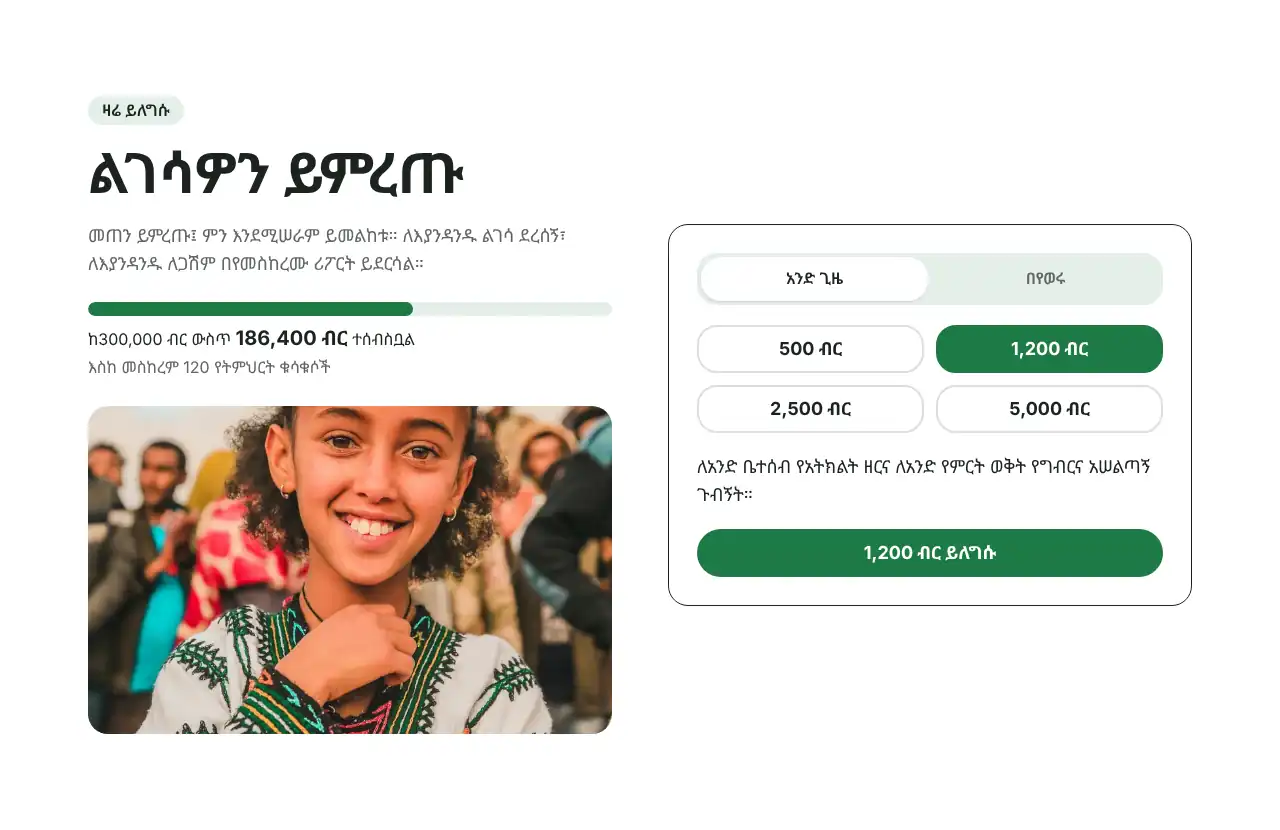 ዛሬ ይለግሱ
ልገሳዎን ይምረጡ
መጠን ይምረጡ፤ ምን እንደሚሠራም ይመልከቱ። ለእያንዳንዱ ልገሳ ደረሰኝ፣
ለእያንዳንዱ ለጋሽም በየመስከረሙ ሪፖርት ይደርሳል።
ከ300,000 ብር ውስጥ 186,400 ብር ተሰብስቧል
እስከ መስከረም 120 የትምህርት ቁሳቁሶች
አንድ ጊዜ
በየወሩ
500 ብር
1,200 ብር
2,500 ብር
5,000 ብር
ለአንድ ቤተሰብ የአትክልት ዘርና ለአንድ የምርት ወቅት የግብርና አሠልጣኝ
ጉብኝት።
1,200 ብር ይለግሱ